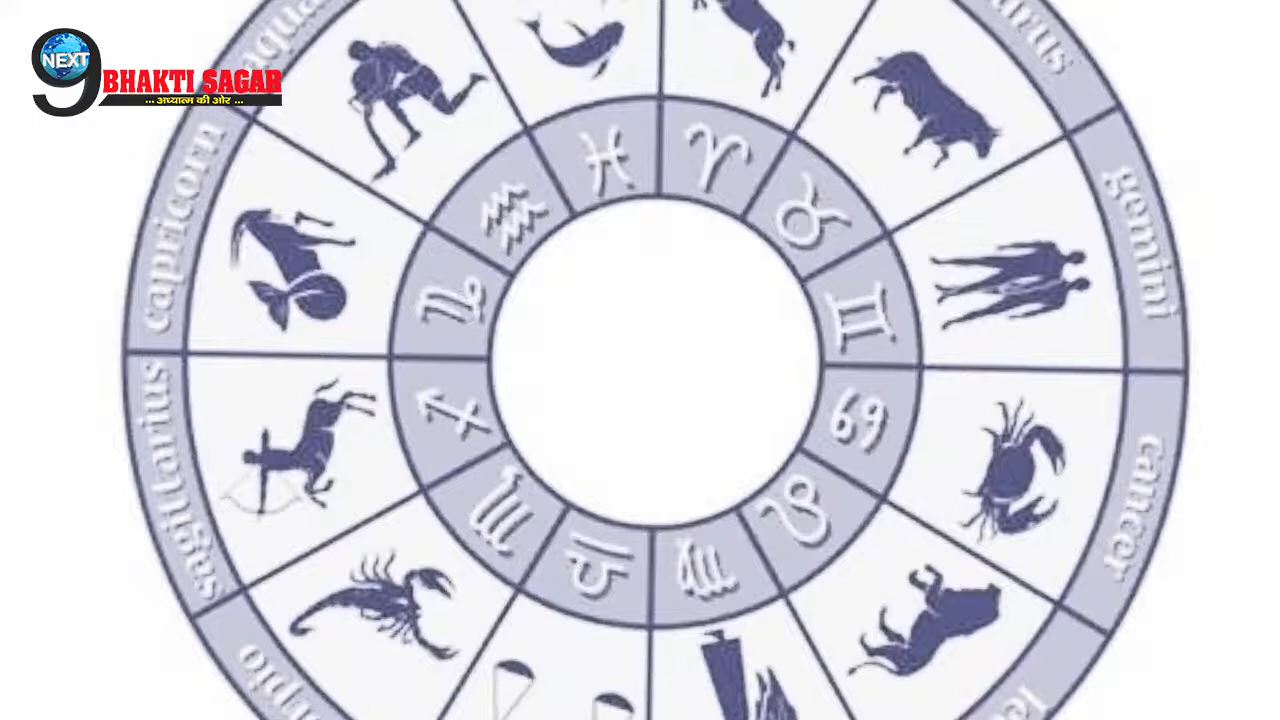 NEXT
9
BHAKTI SAGAR
... अध्यात्म की ओर ...
capricorn
gemini
sagittarius
cancer